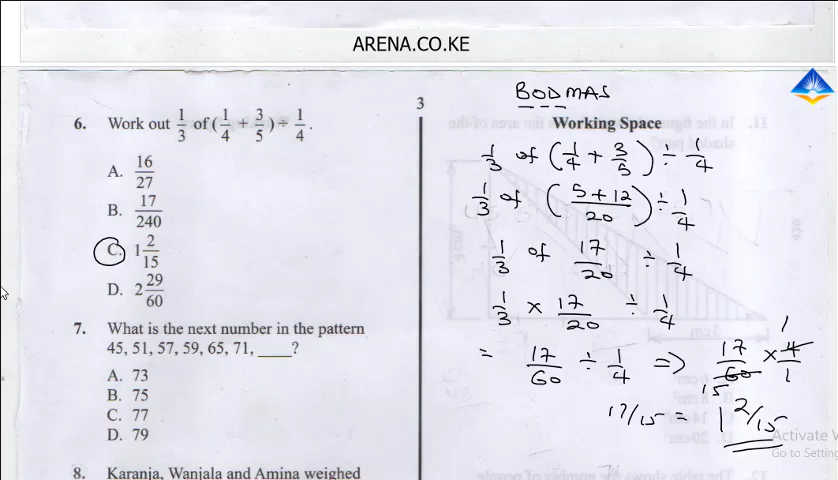 ARENA.CO.KE
3
6. Work out 1/3 of (1/4 + 3/5) ÷ 1/4.
A. 16/27
B. 17/240
C. 1 2/15
D. 2 29/60
7. What is the next number in the pattern
45, 51, 57, 59, 65, 71, ____?
A. 73
B. 75
C. 77
D. 79
8. Karanja, Wanjala and Amina weighed
BODMAS
Working Space
1/3 of (1/4 + 3/5) ÷ 1/4
1/3 of (5+12/20) ÷ 1/4
1/3 of 17/20 ÷ 1/4
1/3 × 17/20 ÷ 1/4
= 17/60 ÷ 1/4 => 17/60 × 4/1
15 1
17/15 = 1 2/15
Activate W
Go to Setting